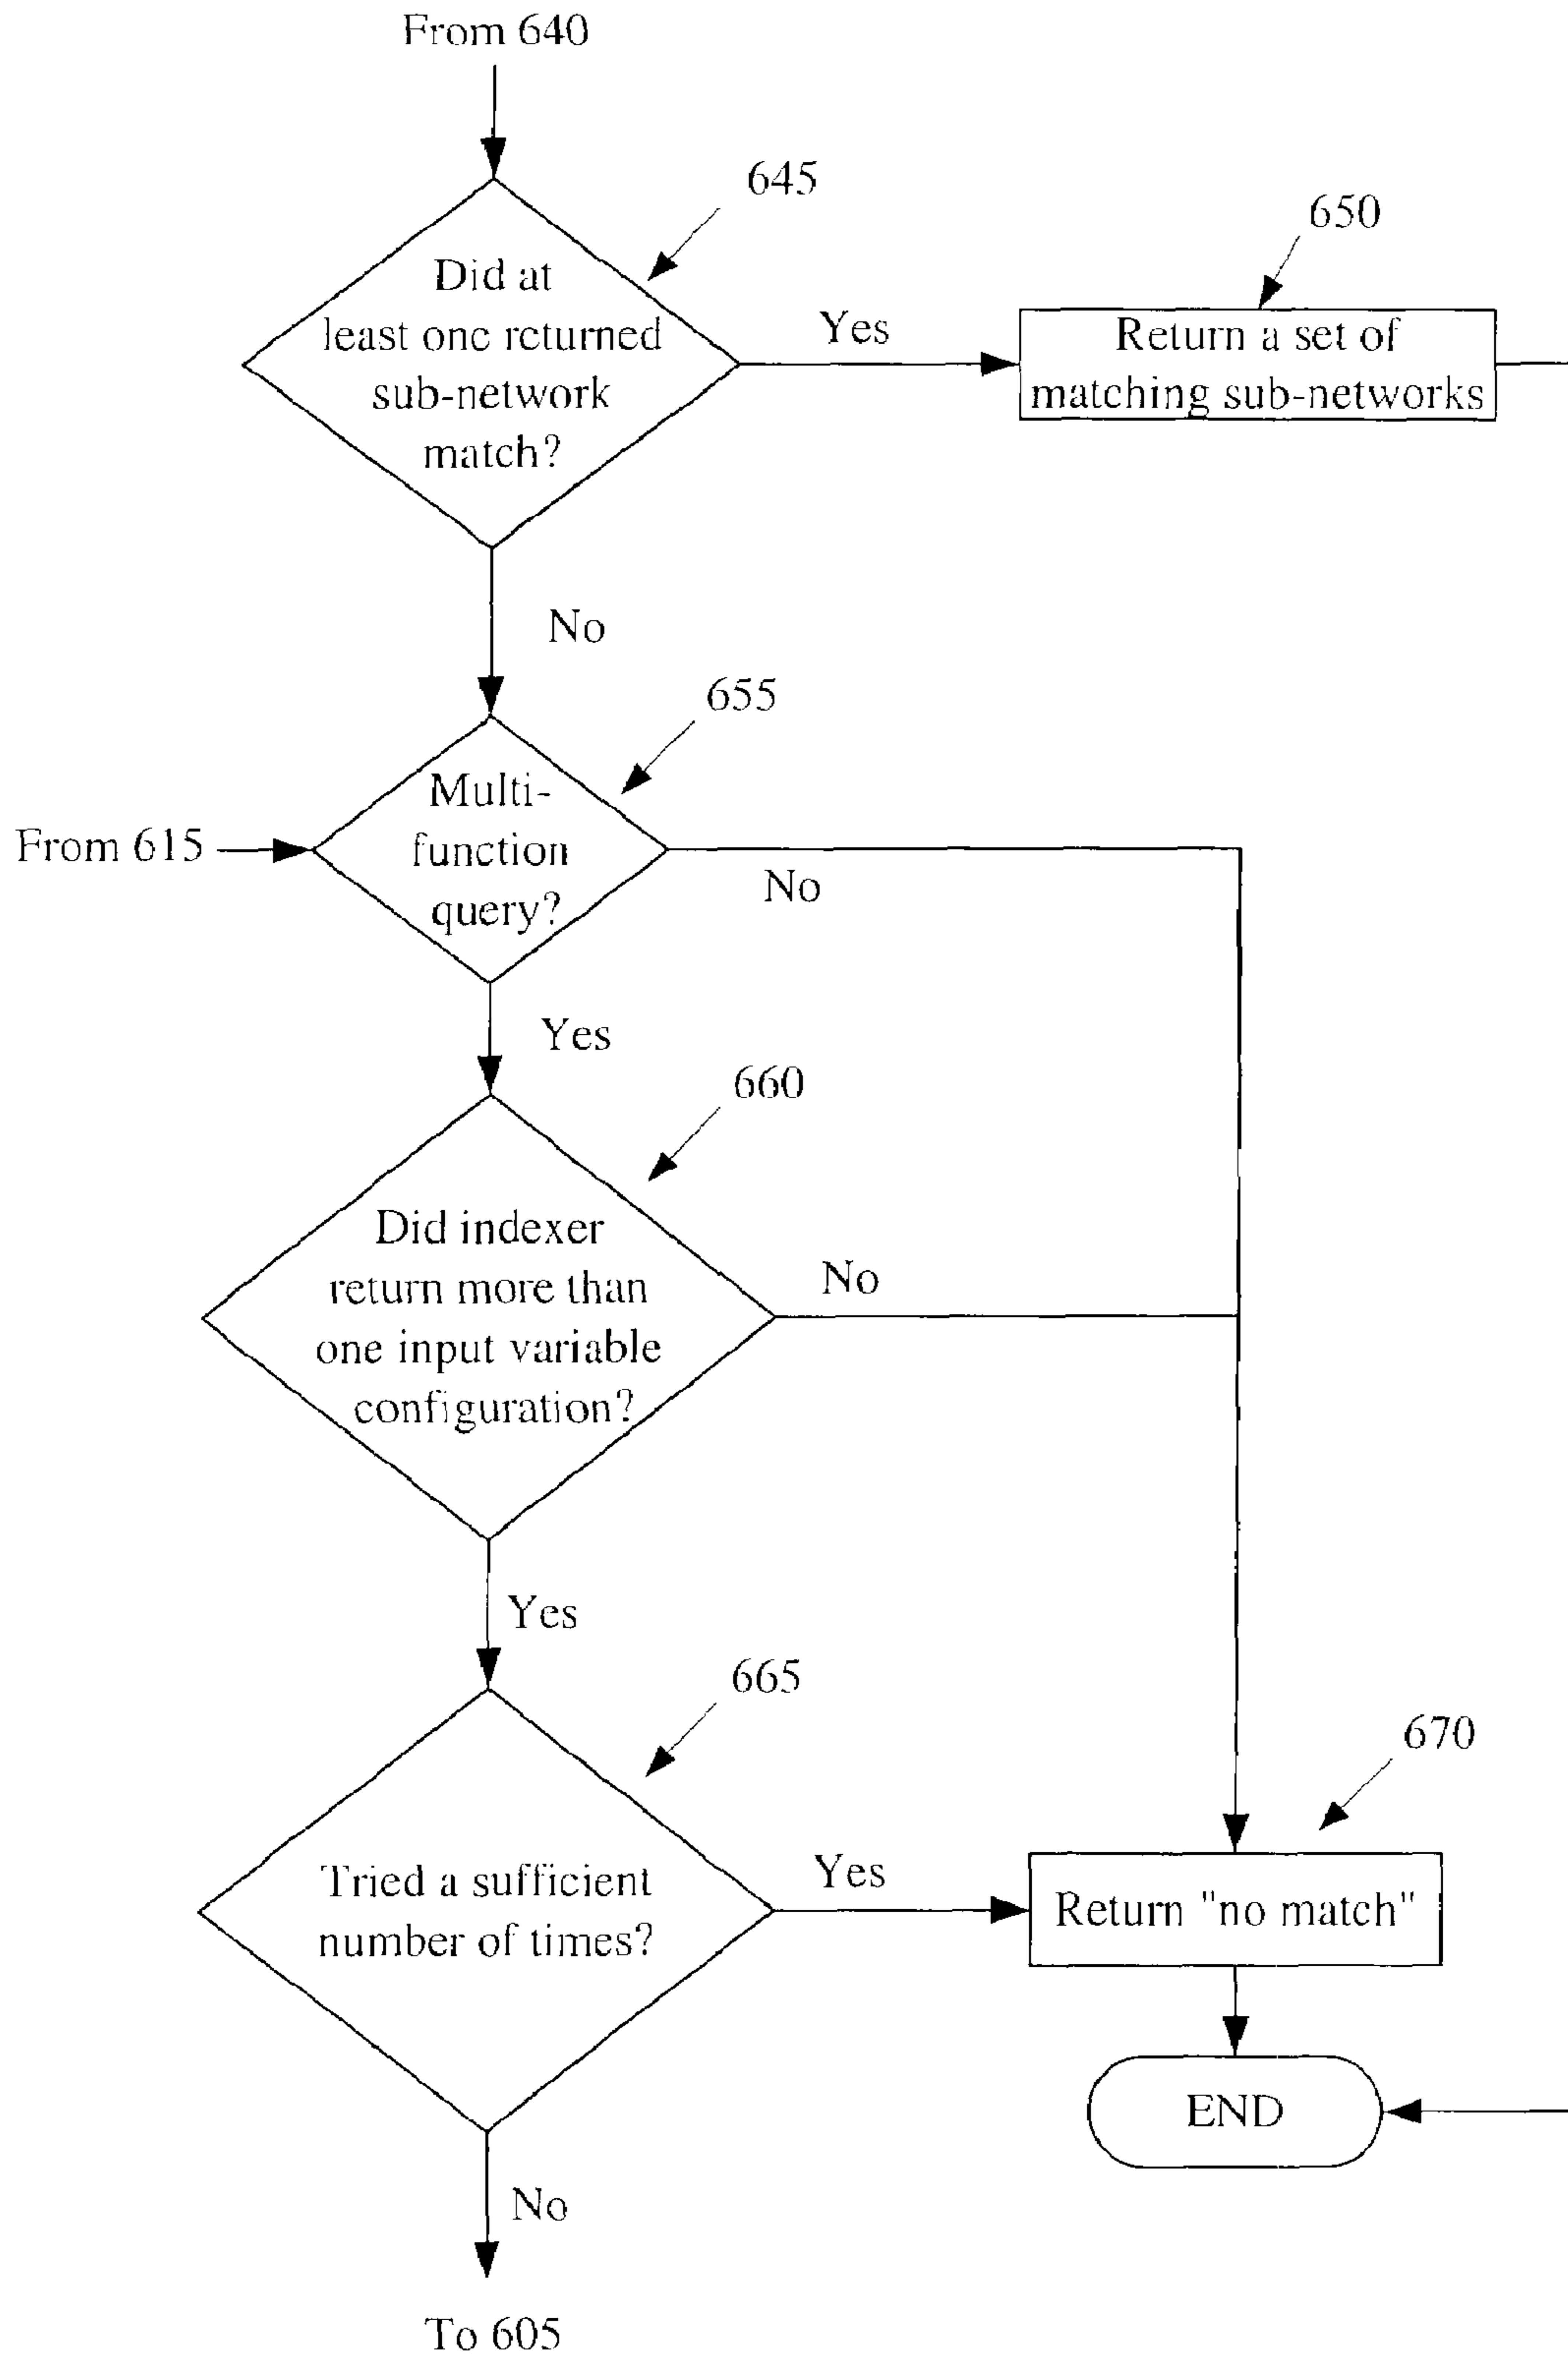 From 640
645
Did at
least one returned
sub-network
match?
Yes
650
Return a set of
matching sub-networks
No
655
From 615
Multi-
function
query?
No
Yes
660
Did indexer
return more than
one input variable
configuration?
No
Yes
665
Tried a sufficient
number of times?
Yes
670
Return "no match"
END
No
To 605